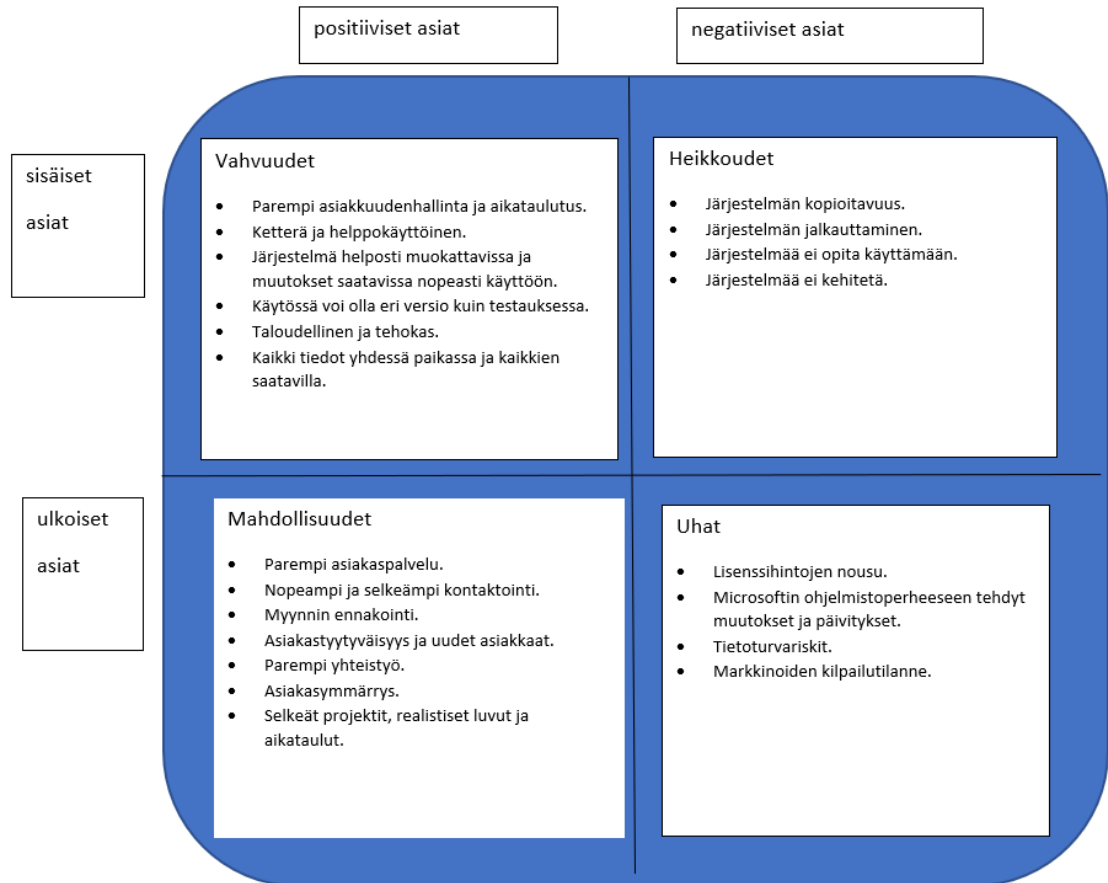 positiiviset asiat
negatiiviset asiat
sisäiset
asiat
Vahvuudet
• Parempi asiakkuudenhallinta ja aikataulutus.
• Ketterä ja helppokäyttöinen.
• Järjestelmä helposti muokattavissa ja
muutokset saatavissa nopeasti käyttöön.
• Käytössä voi olla eri versio kuin testauksessa.
• Taloudellinen ja tehokas.
• Kaikki tiedot yhdessä paikassa ja kaikkien
saatavilla.
Heikkoudet
• Järjestelmän kopioitavuus.
• Järjestelmän jalkauttaminen.
• Järjestelmää ei opita käyttämään.
• Järjestelmää ei kehitetä.
ulkoiset
asiat
Mahdollisuudet
• Parempi asiakaspalvelu.
• Nopeampi ja selkeämpi kontaktointi.
• Myynnin ennakointi.
• Asiakastyytyväisyys ja uudet asiakkaat.
• Parempi yhteistyö.
• Asiakasymmärrys.
• Selkeät projektit, realistiset luvut ja
aikataulut.
Uhat
• Lisenssihintojen nousu.
• Microsoftin ohjelmistoperheeseen tehdyt
muutokset ja päivitykset.
• Tietoturvariskit.
• Markkinoiden kilpailutilanne.